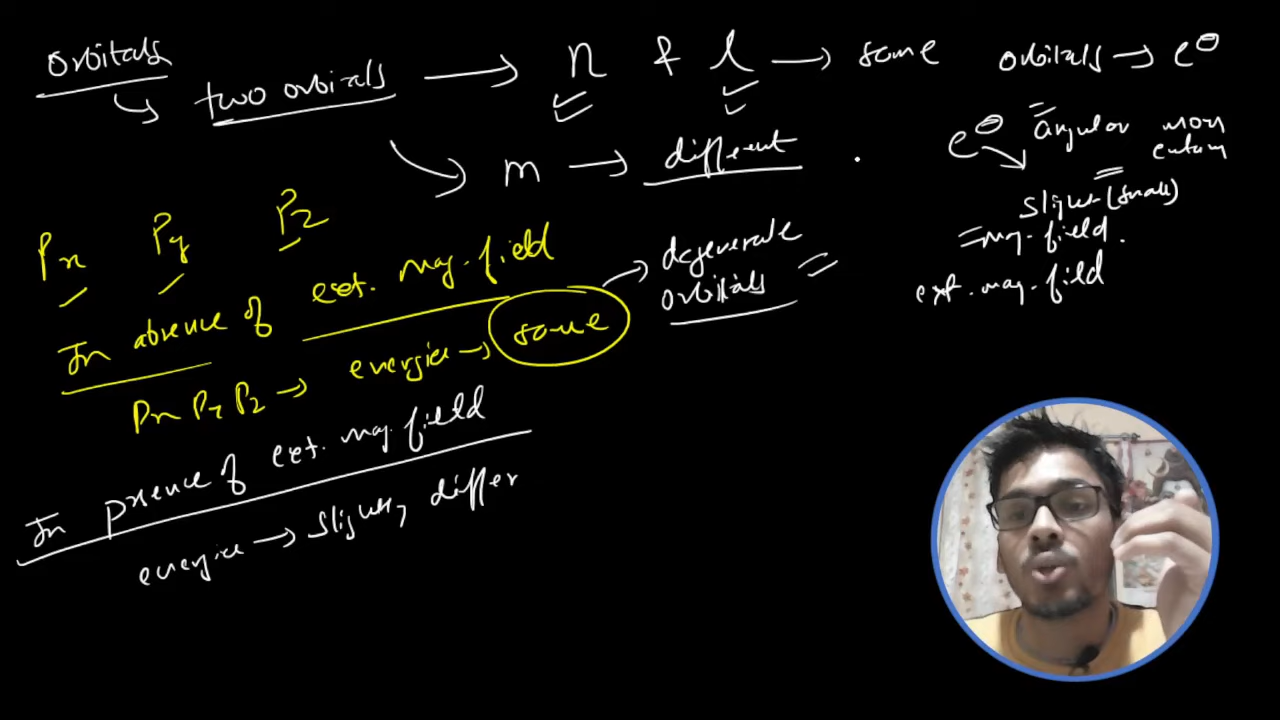 orbitals
↳ two orbitals → n & l → same
↘ m → different .
orbitals → e⊖
e⊖ angular mom
entum
slight (small)
mag. field.
ext. mag. field
Px Py Pz
In absence of ext. mag. field
Px Py Pz → energies → same → degenerate
orbitals
In presence of ext. mag. field
energies → slightly differ